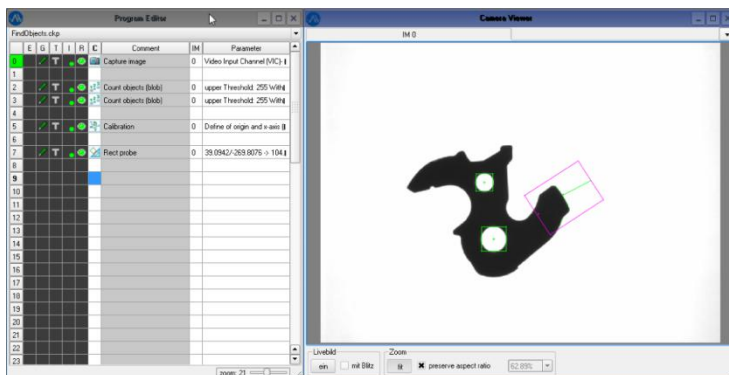 Program Editor
FindObjects.ckp
E G T I R C Comment IM Parameter
0 Capture image 0 Video Input Channel (VIC)-
1
2 Count objects (blob) 0 upper Threshold: 255 With
3 Count objects (blob) 0 upper Threshold: 255 With
4
5 Calibration 0 Define of origin and x-axis
6
7 Rect probe 0 39.0942/-269.8076 -> 104
8
9
10
11
12
13
14
15
16
17
18
19
20
21
22
23
zoom: 21
Camera Viewer
IM 0
Livebild
ein mit Blitz
Zoom
fit preserve aspect ratio 62.89%